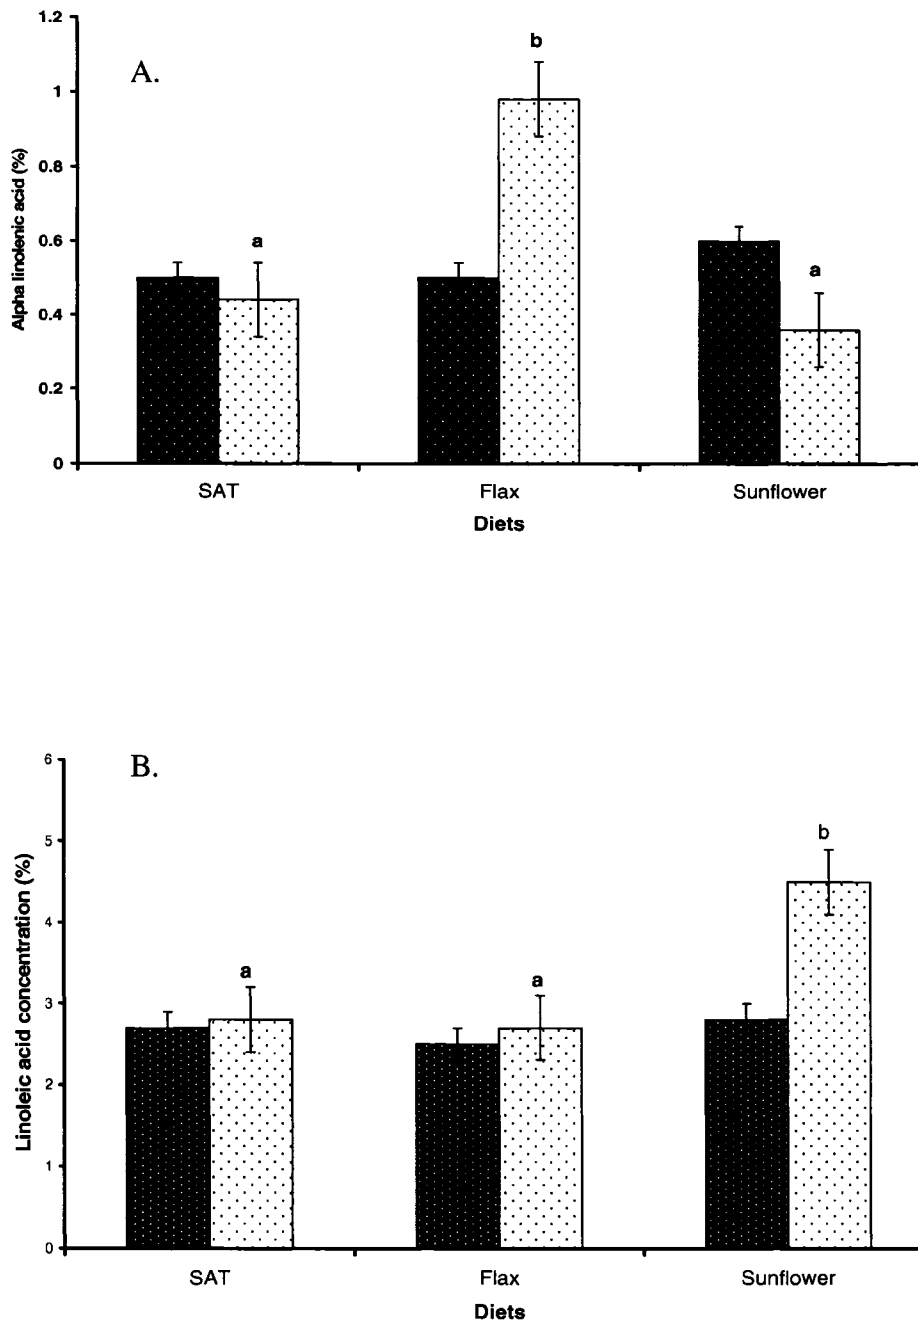 A.
Alpha linolenic acid (%)
1.2
1
0.8
0.6
0.4
0.2
0
a
b
a
SAT Flax Sunflower
Diets
B.
Linoleic acid concentration (%)
6
5
4
3
2
1
0
a
a
b
SAT Flax Sunflower
Diets